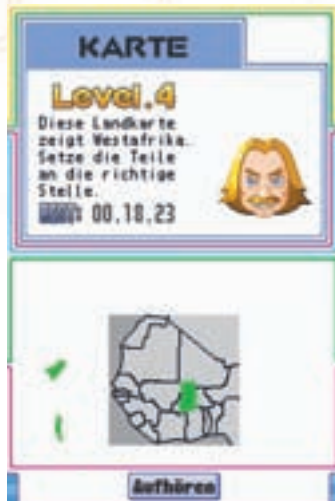 KARTE
Level.4
Diese Landkarte
zeigt Westafrika.
Setze die Teile
an die richtige
Stelle.
00.18.23
Aufhören